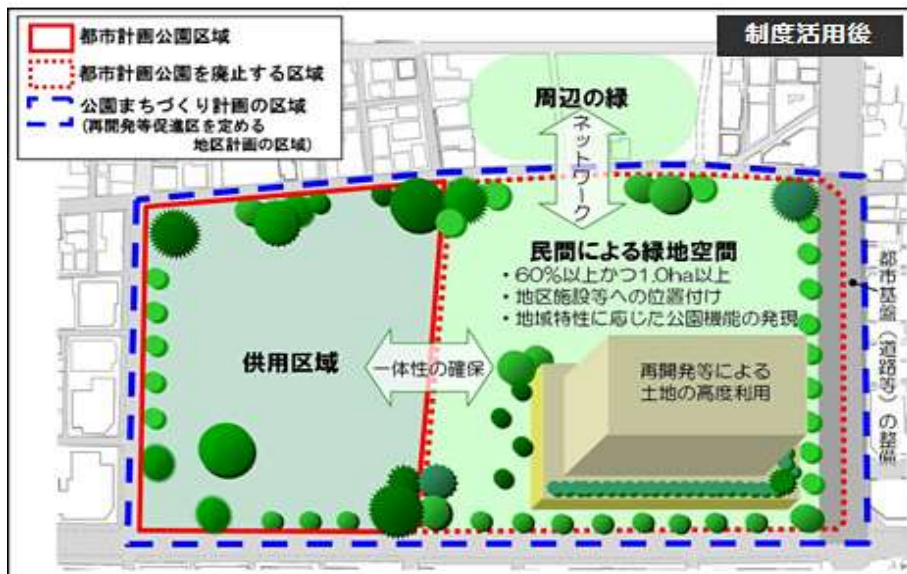 制度活用後
都市計画公園区域
都市計画公園を廃止する区域
公園まちづくり計画の区域
(再開発等促進区を定める
地区計画の区域)
周辺の緑
ネットワーク
民間による緑地空間
・60%以上かつ1.0ha以上
・地区施設等への位置付け
・地域特性に応じた公園機能の発現
供用区域
一体性の確保
再開発等による
土地の高度利用
都市基盤(道路等)の整備